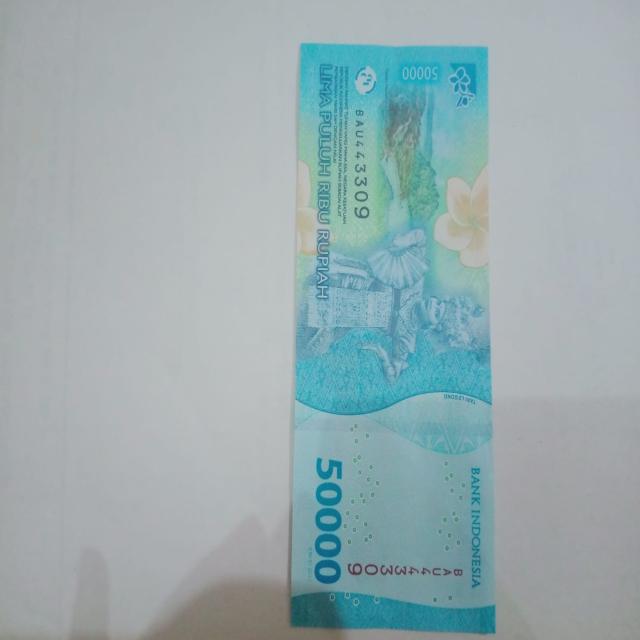 50000
BAU443309
LIMA PULUH RIBU RUPIAH
TARI LEGONG
BANK INDONESIA
BAU443309
50000